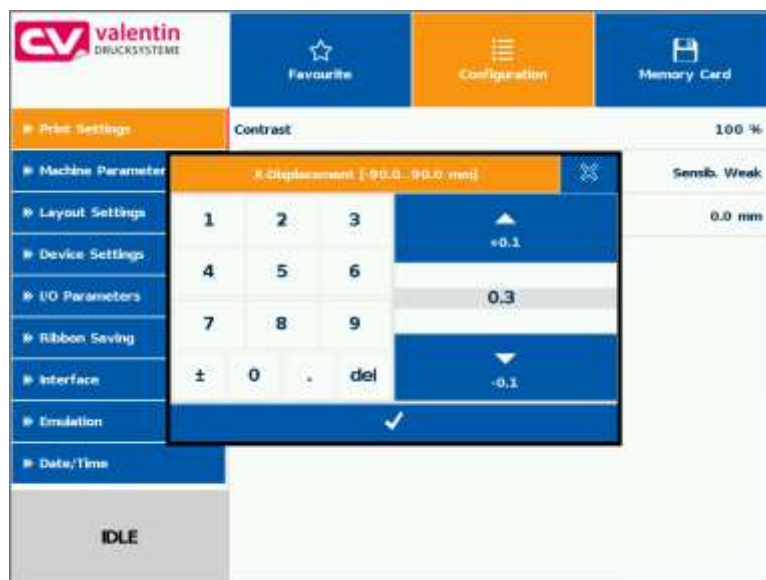 CV valentin
DRUCKSYSTEME
Favourite
Configuration
Memory Card
Print Settings
Contrast 100 %
Machine Parameter
Sensib. Weak
Layout Settings
0.0 mm
Device Settings
I/O Parameters
Ribbon Saving
Interface
Emulation
Date/Time
IDLE
X-Displacement [-90.0..90.0 mm]
1 2 3
+0.1
4 5 6
0.3
7 8 9
± 0 . del
-0.1